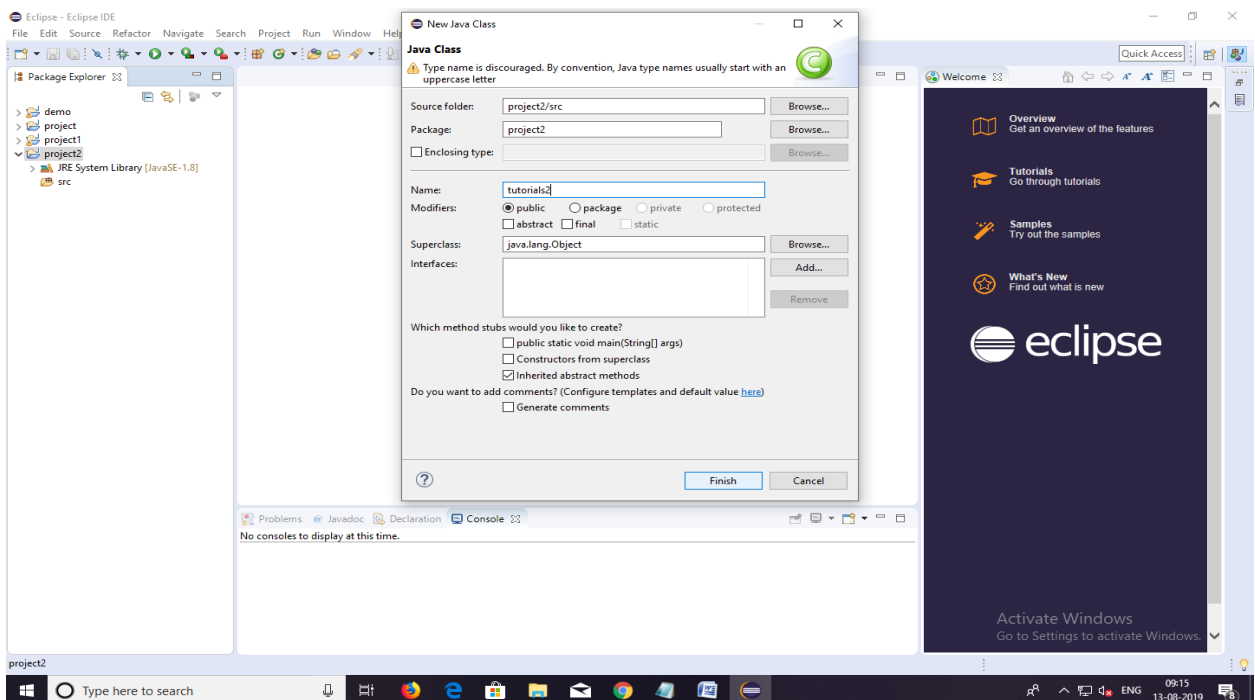 Eclipse - Eclipse IDE
File Edit Source Refactor Navigate Search Project Run Window Help
Quick Access
Package Explorer
demo
project
project1
project2
JRE System Library [JavaSE-1.8]
src
New Java Class
Java Class
Type name is discouraged. By convention, Java type names usually start with an
uppercase letter
Source folder: project2/src Browse...
Package: project2 Browse...
Enclosing type: Browse...
Name: tutorials2
Modifiers: public package private protected
abstract final static
Superclass: java.lang.Object Browse...
Interfaces: Add...
Remove
Which method stubs would you like to create?
public static void main(String[] args)
Constructors from superclass
Inherited abstract methods
Do you want to add comments? (Configure templates and default value here)
Generate comments
Finish Cancel
Problems @ Javadoc Declaration Console
No consoles to display at this time.
Welcome
Overview
Get an overview of the features
Tutorials
Go through tutorials
Samples
Try out the samples
What's New
Find out what is new
eclipse
Activate Windows
Go to Settings to activate Windows.
project2
Type here to search
ENG
09:15
13-08-2019